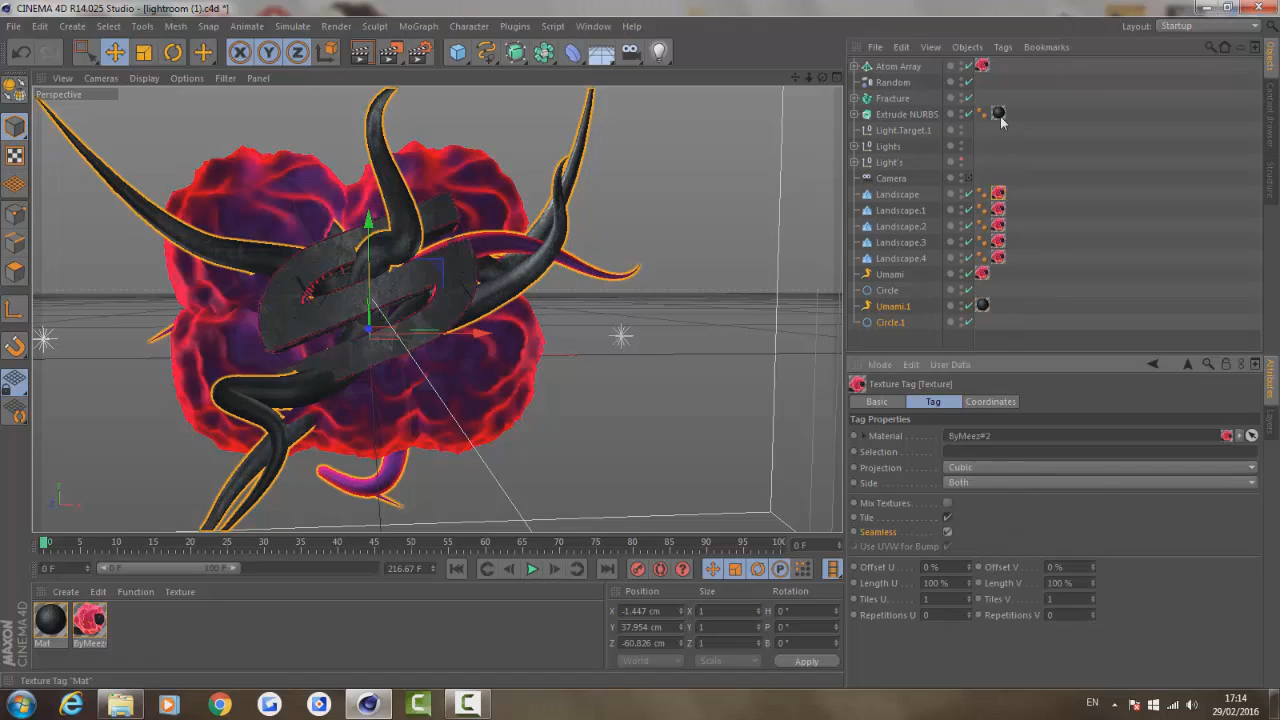 CINEMA 4D R14.025 Studio - [lightroom (1).c4d *]
File Edit Create Select Tools Mesh Snap Animate Simulate Render Sculpt MoGraph Character Plugins Script Window Help
Layout: Startup
View Cameras Display Options Filter Panel
Perspective
File Edit View Objects Tags Bookmarks
Atom Array
Random
Fracture
Extrude NURBS
Light.Target.1
Lights
Light's
Camera
Landscape
Landscape.1
Landscape.2
Landscape.3
Landscape.4
Umami
Circle
Umami.1
Circle.1
Objects
Content Browser
Structure
Mode Edit User Data
Texture Tag [Texture]
Basic Tag Coordinates
Tag Properties
Material ByMeez#2
Selection
Projection Cubic
Side Both
Mix Textures
Tile
Seamless
Use UVW for Bump
Offset U 0 % Offset V 0 %
Length U 100 % Length V 100 %
Tiles U 1 Tiles V 1
Repetitions U 0 Repetitions V 0
Attributes
Layers
0 5 10 15 20 25 30 35 40 45 50 55 60 65 70 75 80 85 90 95 100 0 F
0 F 0 F 100 F 216.67 F
Create Edit Function Texture
Mat ByMeez
Position Size Rotation
X -1.447 cm X 1 H 0 °
Y 37.954 cm Y 1 P 0 °
Z -60.826 cm Z 1 B 0 °
World Scale Apply
MAXON CINEMA 4D
Texture Tag "Mat"
EN 17:14
29/02/2016